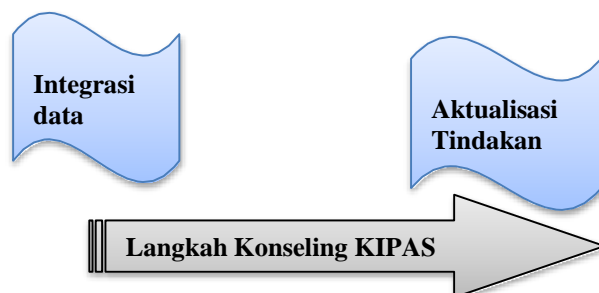 Integrasi
data
Aktualisasi
Tindakan
Langkah Konseling KIPAS